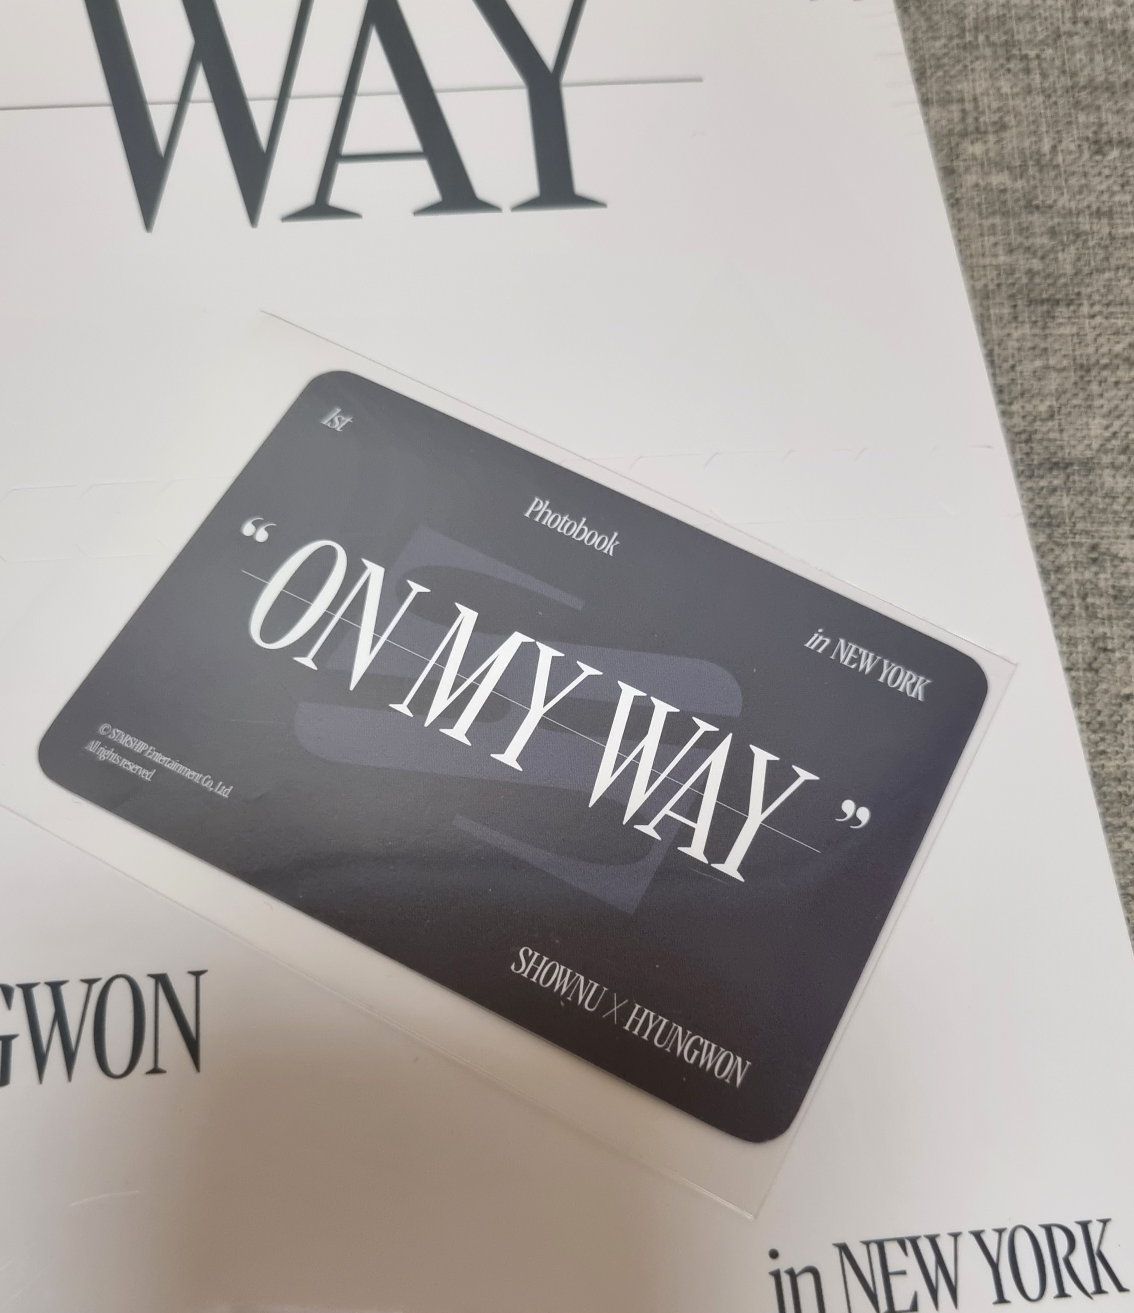 WAY
1st
Photobook
in NEW YORK
“ ON MY WAY ”
© STARSHIP Entertainment Co., Ltd
All rights reserved
SHOWNU X HYUNGWON
GWON
in NEW YORK